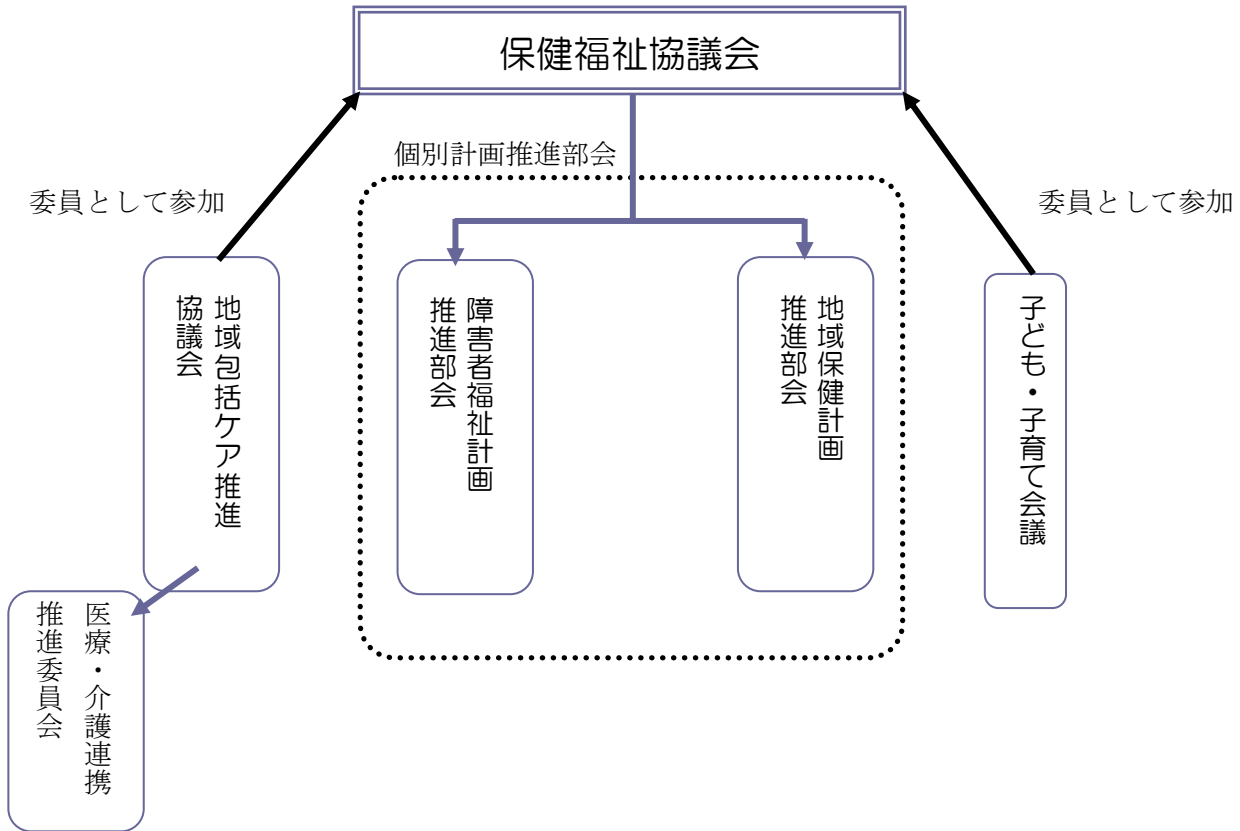 保健福祉協議会
個別計画推進部会
委員として参加
委員として参加
地域包括ケア推進
協議会
障害者福祉計画
推進部会
地域保健計画
推進部会
子ども・子育て会議
医療・介護連携
推進委員会